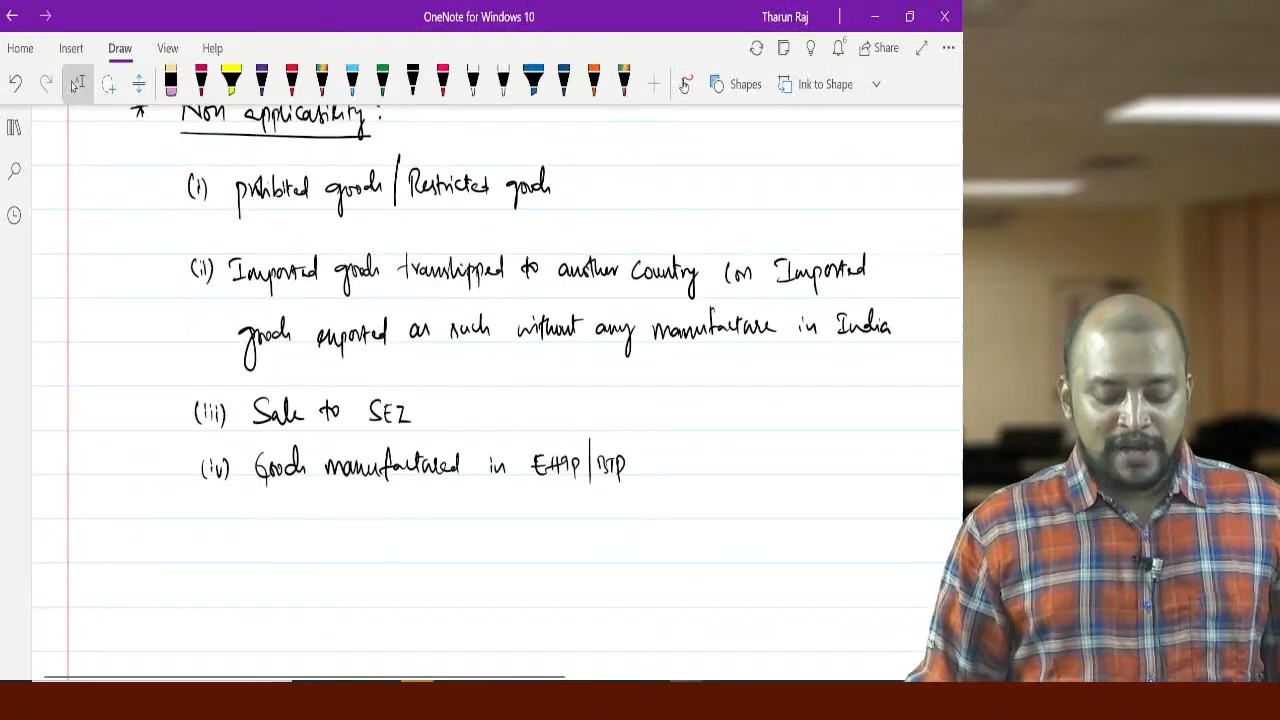 OneNote for Windows 10
Tharun Raj
Home Insert Draw View Help
6 Share
Shapes Ink to Shape
* Non applicability :
(i) Prohibited goods / Restricted goods
(ii) Imported goods transhipped to another country (or) Imported
goods exported as such without any manufacture in India
(iii) Sale to SEZ
(iv) Goods manufactured in EHTP / BTP